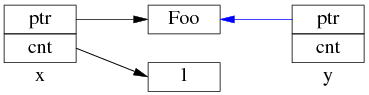 ptr Foo ptr
cnt cnt
x 1 y